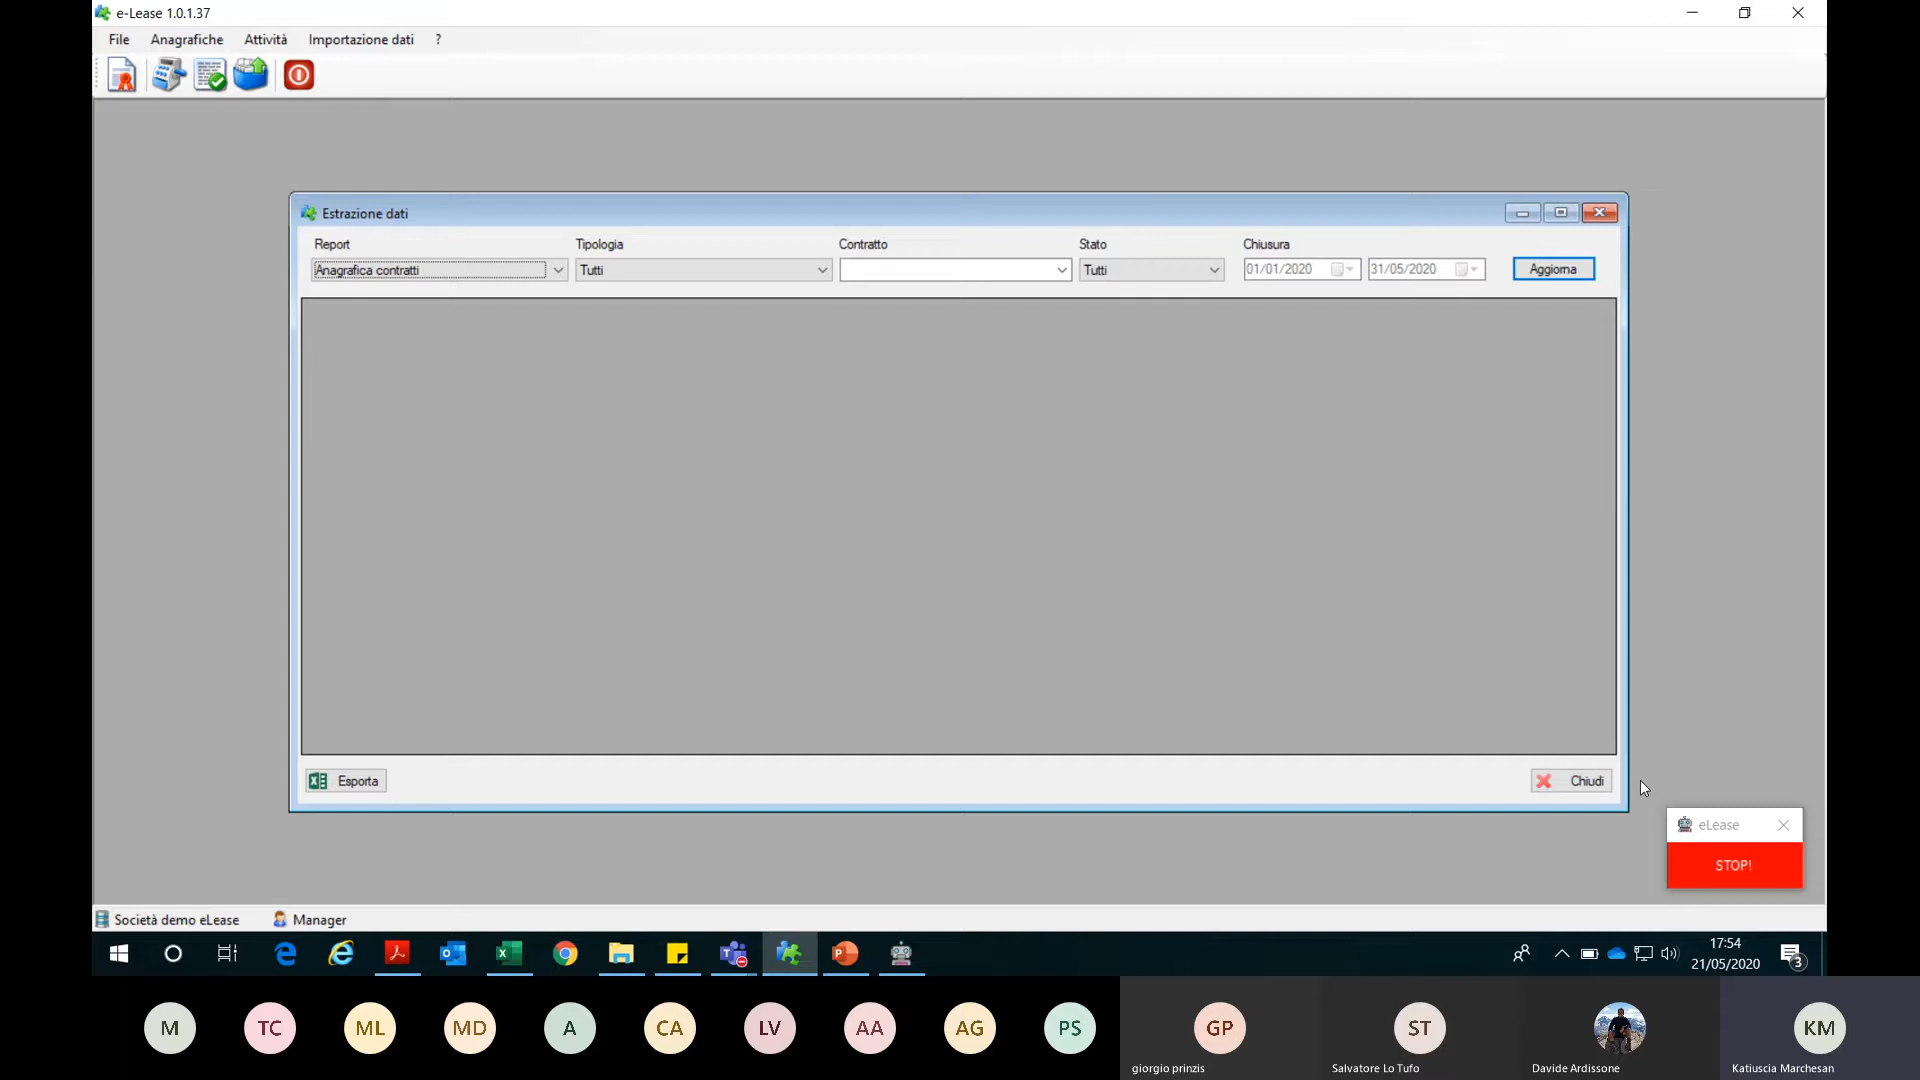 e-Lease 1.0.1.37
File Anagrafiche Attività Importazione dati ?
Estrazione dati
Report Tipologia Contratto Stato Chiusura
Anagrafica contratti Tutti Tutti 01/01/2020 31/05/2020 Aggiorna
Esporta Chiudi
eLease
STOP!
Società demo eLease Manager
17:54
21/05/2020
3
M TC ML MD A CA LV AA AG PS GP ST KM
giorgio prinzis Salvatore Lo Tufo Davide Ardissone Katiuscia Marchesan